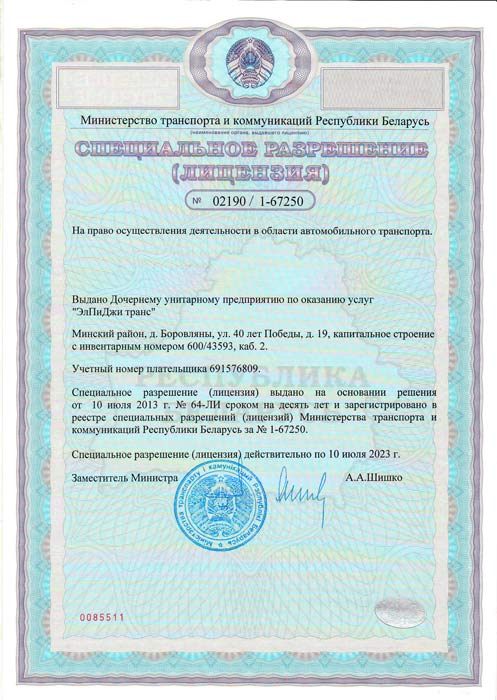 Министерство транспорта и коммуникаций Республики Беларусь
(наименование органа, выдавшего лицензию)
СПЕЦИАЛЬНОЕ РАЗРЕШЕНИЕ
(ЛИЦЕНЗИЯ)
№ 02190 / 1-67250
На право осуществления деятельности в области автомобильного транспорта.
Выдано Дочернему унитарному предприятию по оказанию услуг
"ЭлПиДжи транс"
Минский район, д. Боровляны, ул. 40 лет Победы, д. 19, капитальное строение
с инвентарным номером 600/43593, каб. 2.
Учетный номер плательщика 691576809.
РЕСПУБЛИКА
Специальное разрешение (лицензия) выдано на основании решения
от 10 июля 2013 г. № 64-ЛИ сроком на десять лет и зарегистрировано в
реестре специальных разрешений (лицензий) Министерства транспорта и
коммуникаций Республики Беларусь за № 1-67250.
Специальное разрешение (лицензия) действительно по 10 июля 2023 г.
Заместитель Министра А.А.Шишко
Міністэрства транспарту і камунікацый Рэспублікі Беларусь
0085511